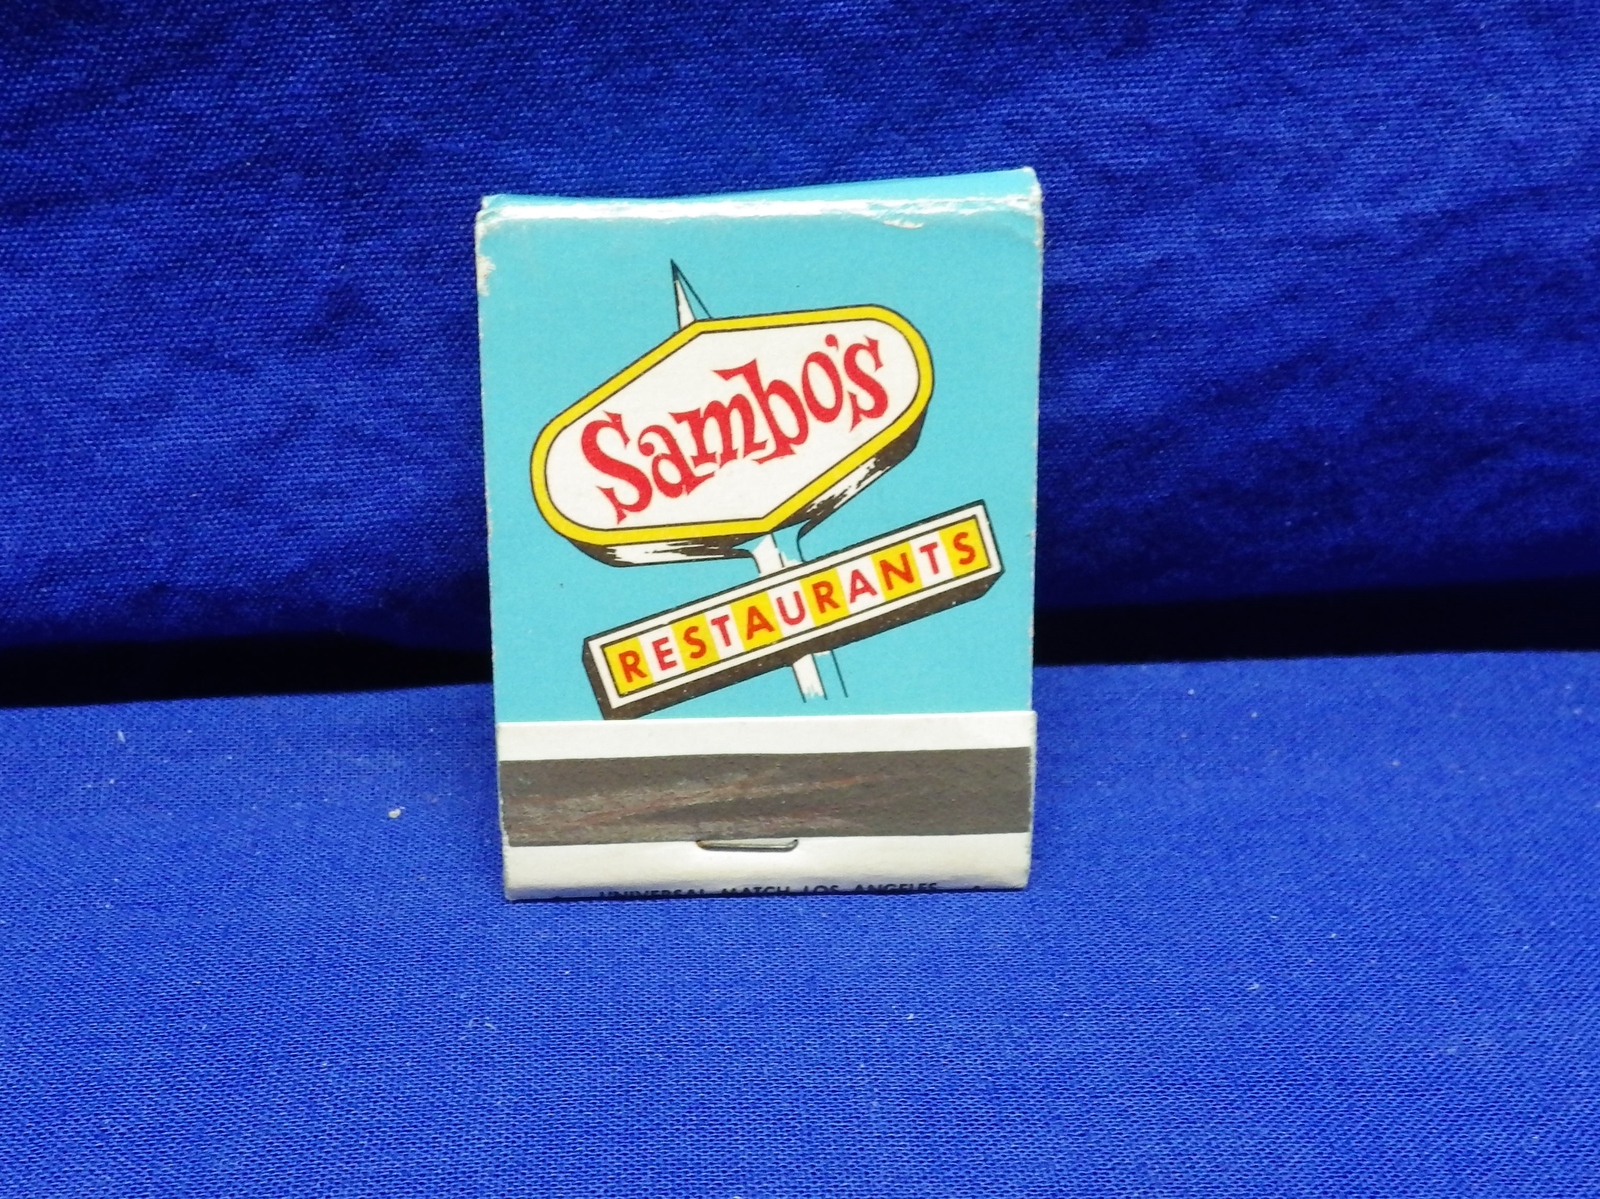 Sambo's
RESTAURANTS
UNIVERSAL MATCH LOS ANGELES